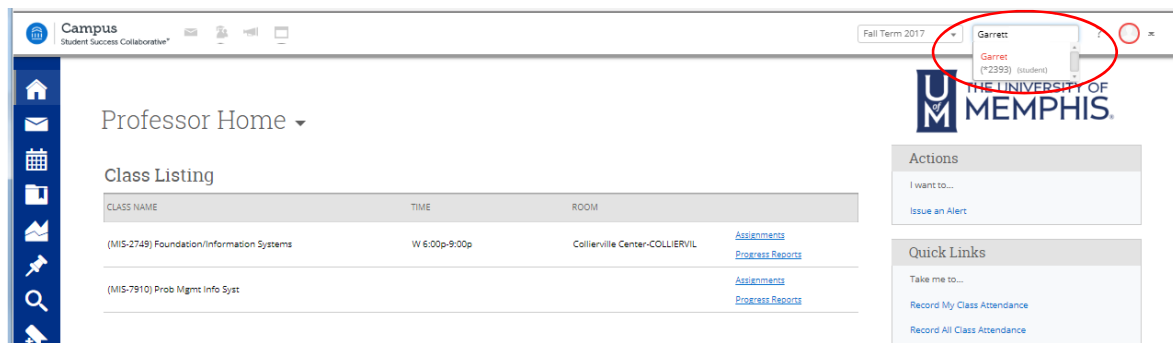 Campus
Student Success Collaborative
Fall Term 2017
Garrett
?
Garret
(*2393) (student)
THE UNIVERSITY OF
MEMPHIS.
U of M
Professor Home
Class Listing
CLASS NAME TIME ROOM
(MIS-2749) Foundation/Information Systems W 6:00p-9:00p Collierville Center-COLLIERVIL
Assignments
Progress Reports
(MIS-7910) Prob Mgmt Info Syst
Assignments
Progress Reports
Actions
I want to...
Issue an Alert
Quick Links
Take me to...
Record My Class Attendance
Record All Class Attendance